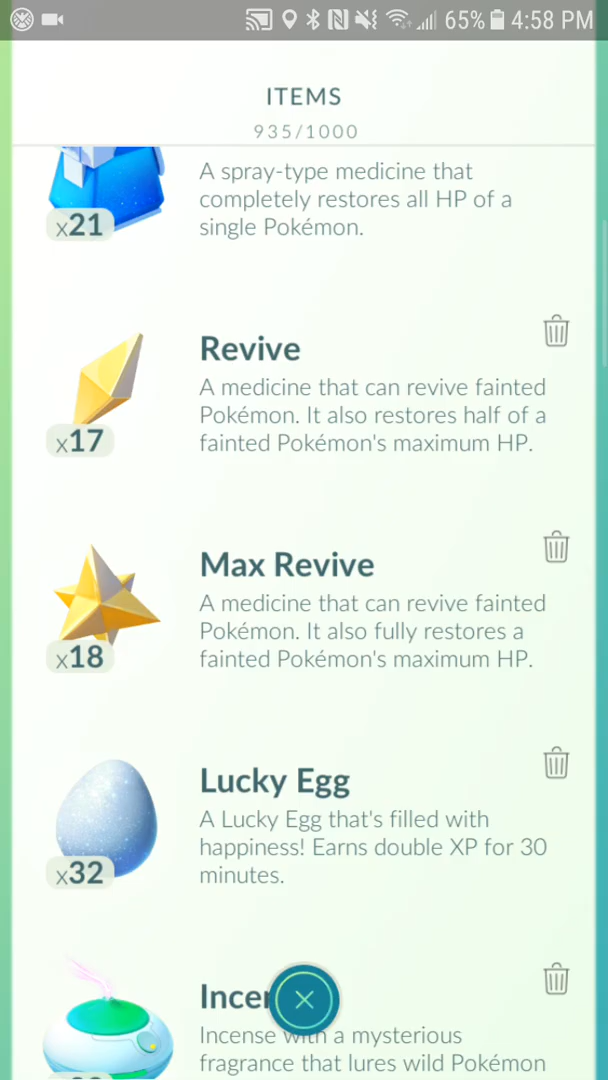 65% 4:58 PM
ITEMS
935/1000
A spray-type medicine that
completely restores all HP of a
single Pokémon.
x21
Revive
A medicine that can revive fainted
Pokémon. It also restores half of a
fainted Pokémon's maximum HP.
x17
Max Revive
A medicine that can revive fainted
Pokémon. It also fully restores a
fainted Pokémon's maximum HP.
x18
Lucky Egg
A Lucky Egg that's filled with
happiness! Earns double XP for 30
minutes.
x32
Incen
Incense with a mysterious
fragrance that lures wild Pokémon